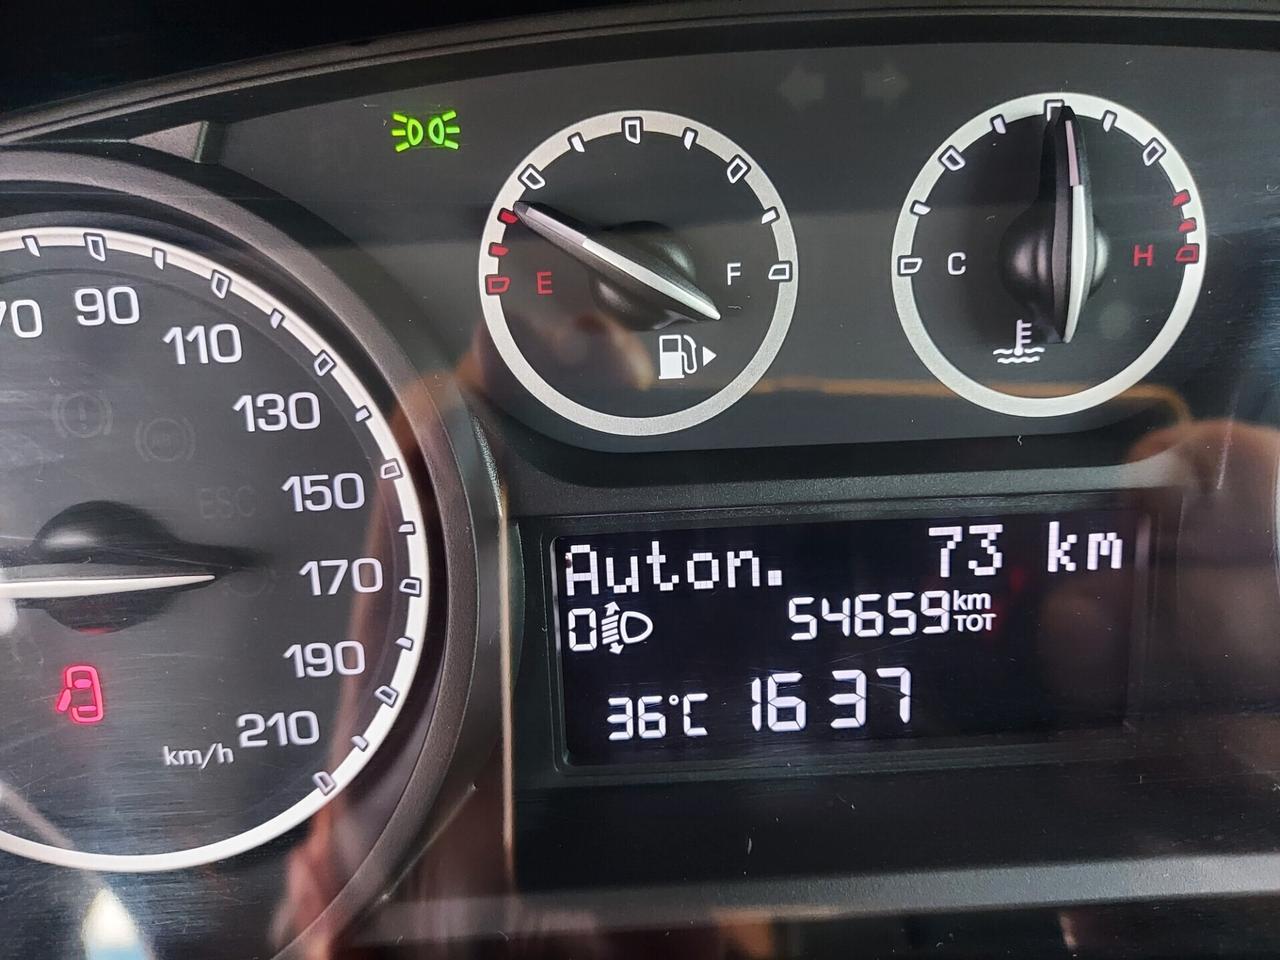 70
90
110
130
150
170
190
210
km/h
ESC
E
F
C
H
Auton. 73 km
0
54659 km TOT
36°C 16 37